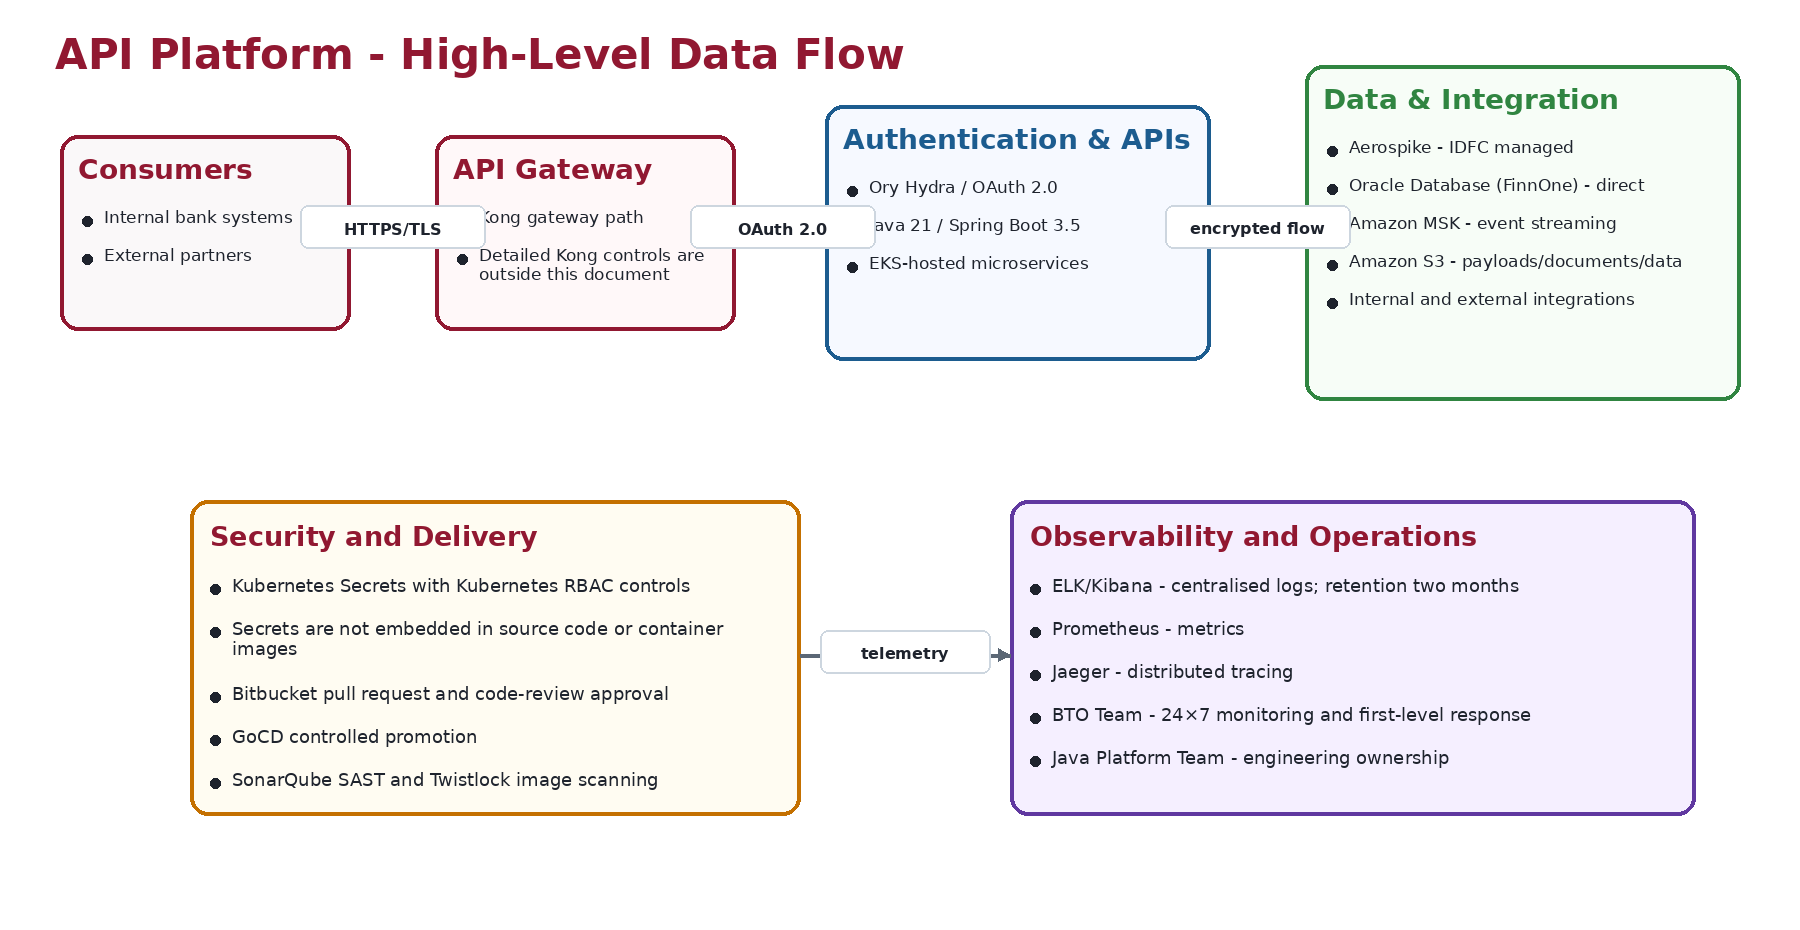 API Platform - High-Level Data Flow
Consumers
Internal bank systems
External partners
HTTPS/TLS
API Gateway
Kong gateway path
Detailed Kong controls are
outside this document
OAuth 2.0
Authentication & APIs
Ory Hydra / OAuth 2.0
ava 21 / Spring Boot 3.5
EKS-hosted microservices
encrypted flow
Data & Integration
Aerospike - IDFC managed
Oracle Database (FinnOne) - direct
Amazon MSK - event streaming
Amazon S3 - payloads/documents/data
Internal and external integrations
Security and Delivery
Kubernetes Secrets with Kubernetes RBAC controls
Secrets are not embedded in source code or container
images
Bitbucket pull request and code-review approval
GoCD controlled promotion
SonarQube SAST and Twistlock image scanning
telemetry
Observability and Operations
ELK/Kibana - centralised logs; retention two months
Prometheus - metrics
Jaeger - distributed tracing
BTO Team - 24×7 monitoring and first-level response
Java Platform Team - engineering ownership